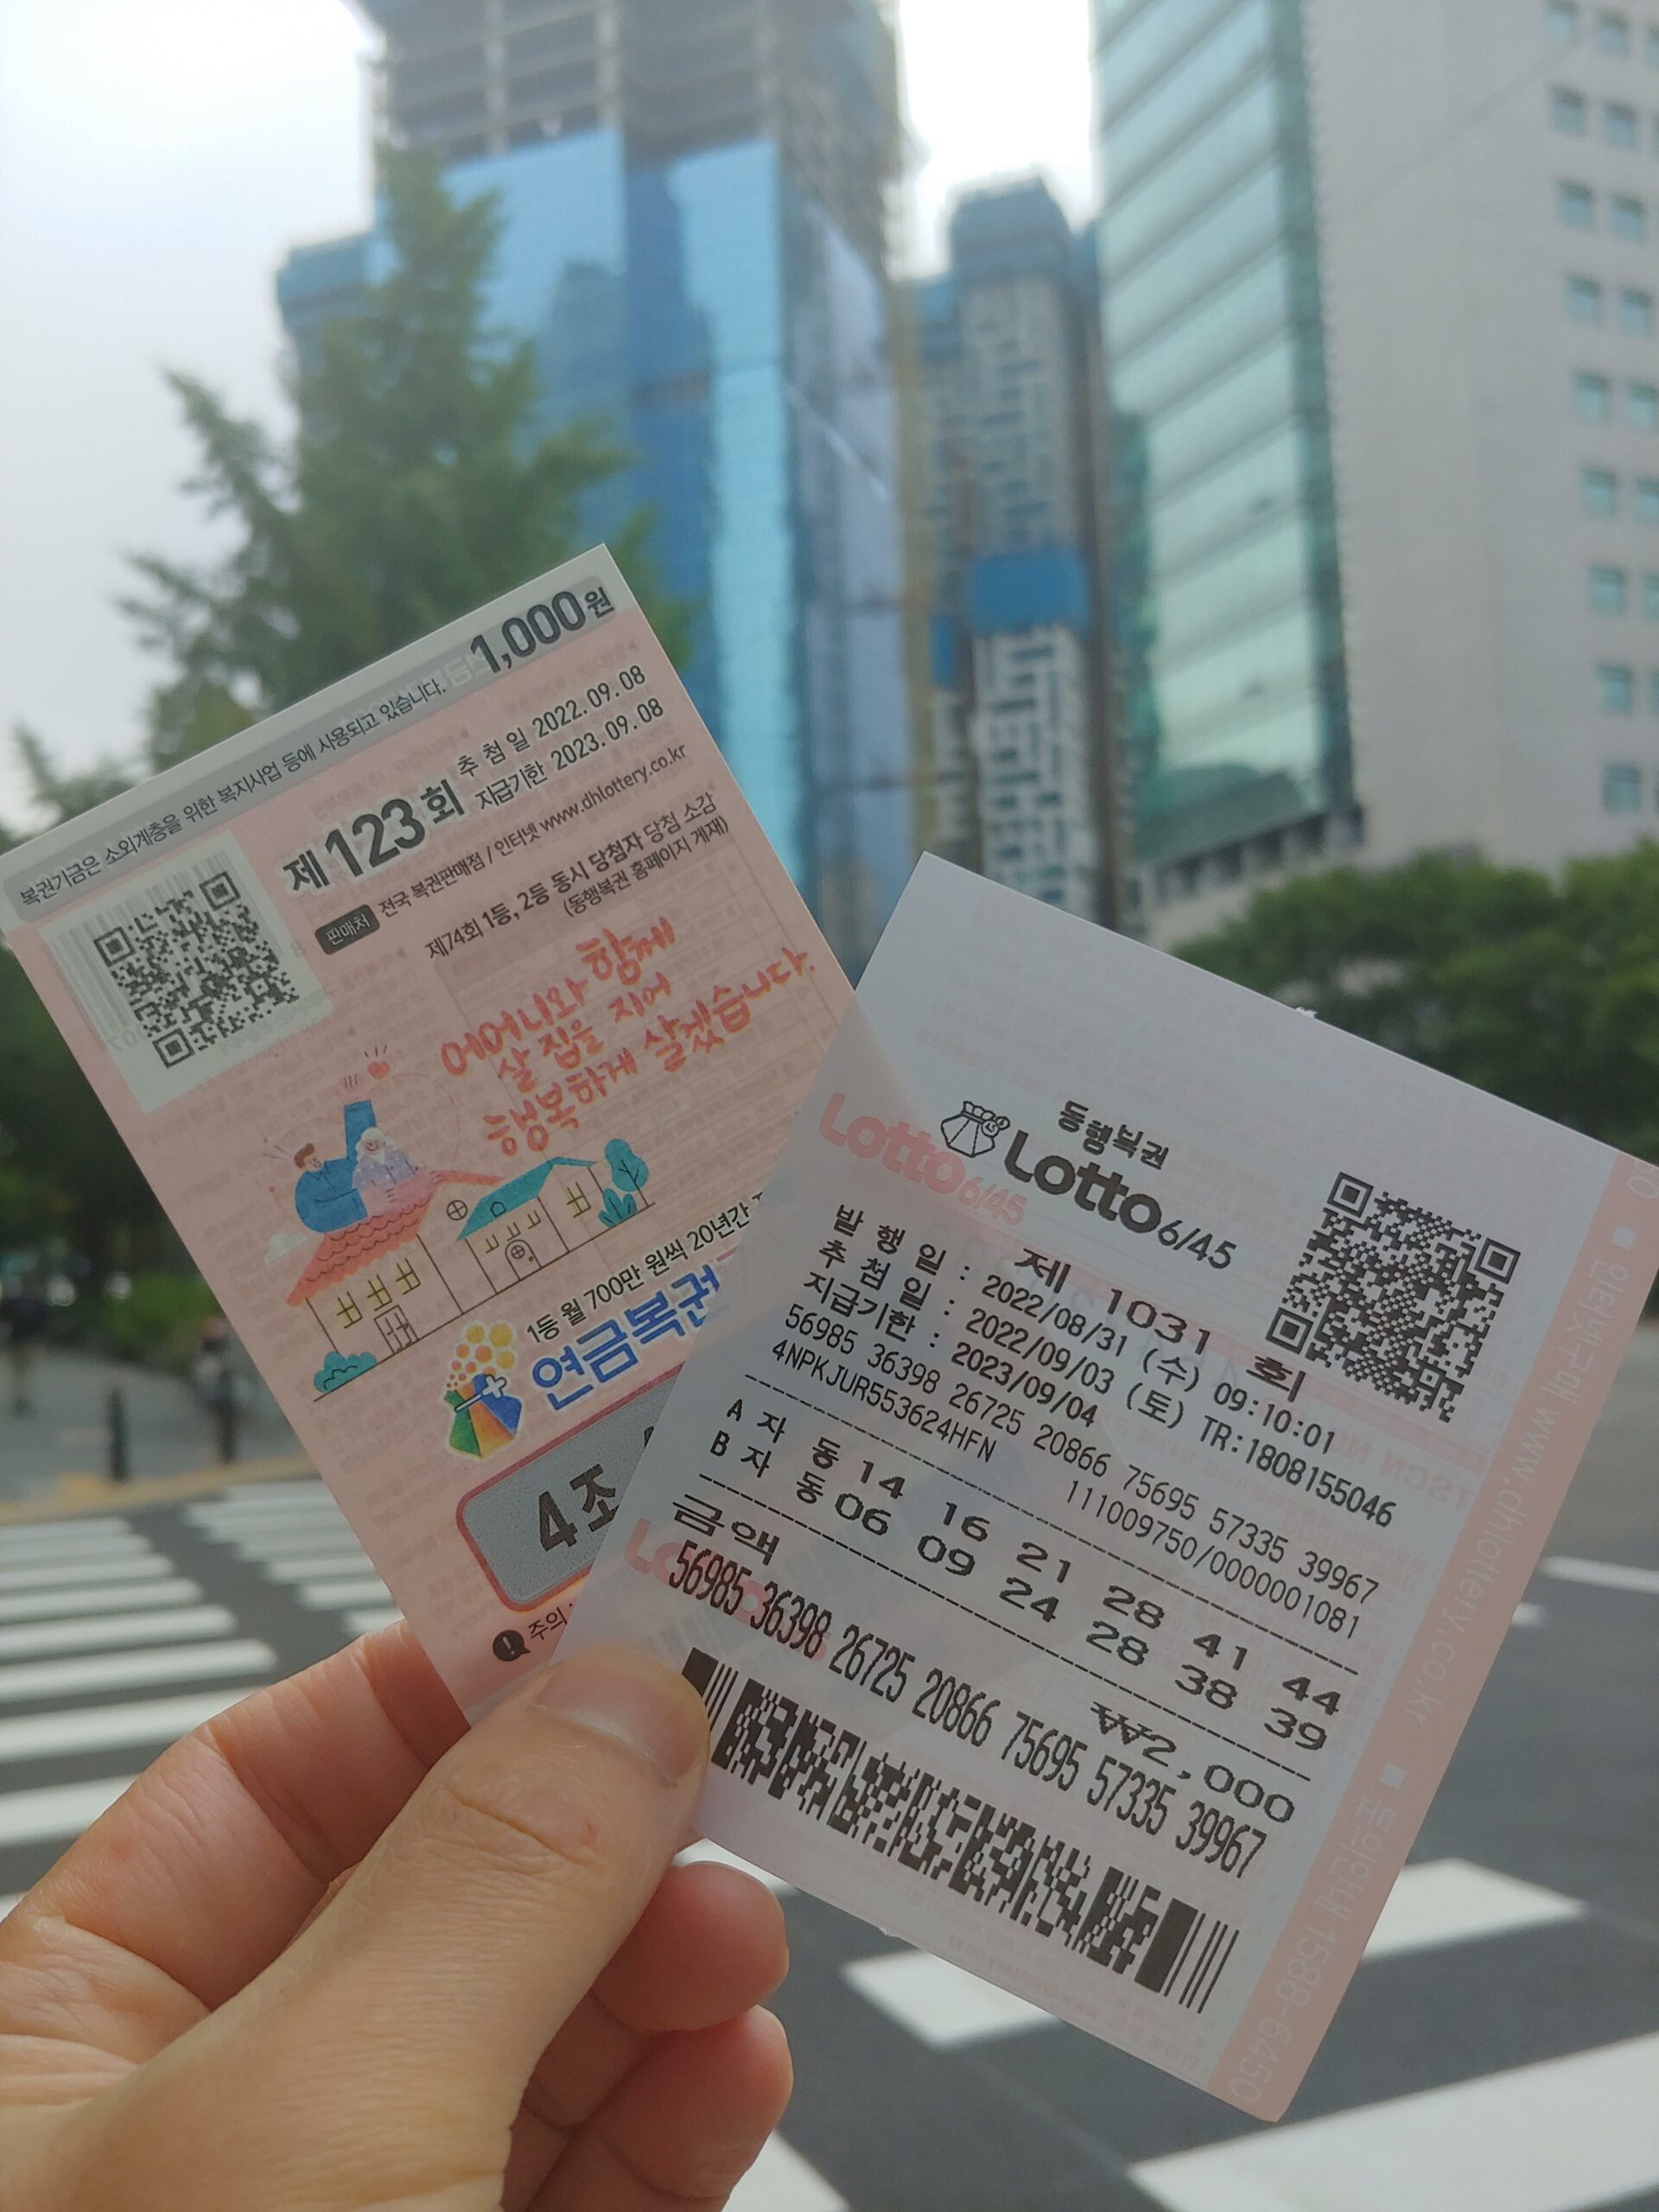 복권기금은 소외계층을 위한 복지사업 등에 사용되고 있습니다.
1,000원
제123회
추 첨 일 2022.09.08
지급기한 2023.09.08
판매처 전국 복권판매점 / 인터넷 www.dhlottery.co.kr
제74회 1등, 2등 동시 당첨자 당첨 소감
(동행복권 홈페이지 게재)
어머니와 함께
살 집을 지어
행복하게 살겠습니다.
1등 월 700만 원씩 20년간
연금복권
4조
주의
동행복권
Lotto 6/45
Lotto 6/45
제 1031 회
발 행 일 : 2022/08/31 (수) 09:10:01
추 첨 일 : 2022/09/03 (토) TR:1808155046
지급기한 : 2023/09/04
56985 36398 26725 20866 75695 57335 39967
4NPKJUR553624HFN 111009750/0000001081
A 자 동 14 16 21 28 41 44
B 자 동 06 09 24 28 38 39
금액 ₩2,000
56985 36398 26725 20866 75695 57335 39967
인터넷구매 www.dhlottery.co.kr
문의안내 1588-6450